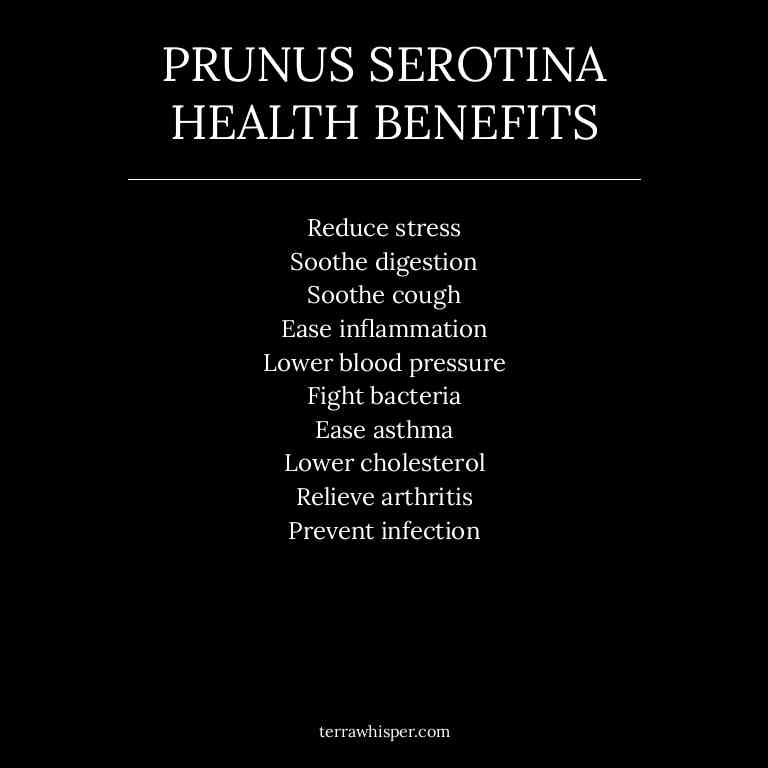 PRUNUS SEROTINA
HEALTH BENEFITS
Reduce stress
Soothe digestion
Soothe cough
Ease inflammation
Lower blood pressure
Fight bacteria
Ease asthma
Lower cholesterol
Relieve arthritis
Prevent infection
terrawhisper.com